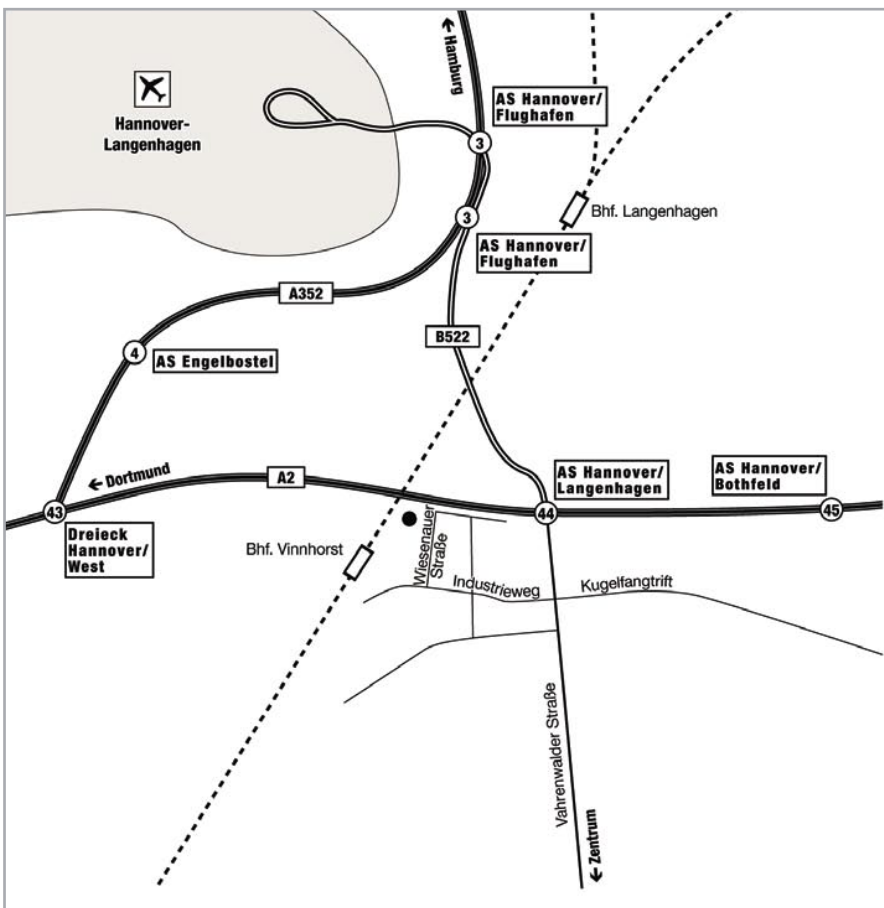 ← Hamburg
AS Hannover/
Flughafen
Hannover-
Langenhagen
3
Bhf. Langenhagen
3
AS Hannover/
Flughafen
A352
B522
4
AS Engelbostel
← Dortmund
A2
AS Hannover/
Langenhagen
AS Hannover/
Bothfeld
43
44
45
Dreieck
Hannover/
West
Bhf. Vinnhorst
Wiesenauer
Straße
Industrieweg
Kugelfangtrift
Vahrenwalder Straße
← Zentrum